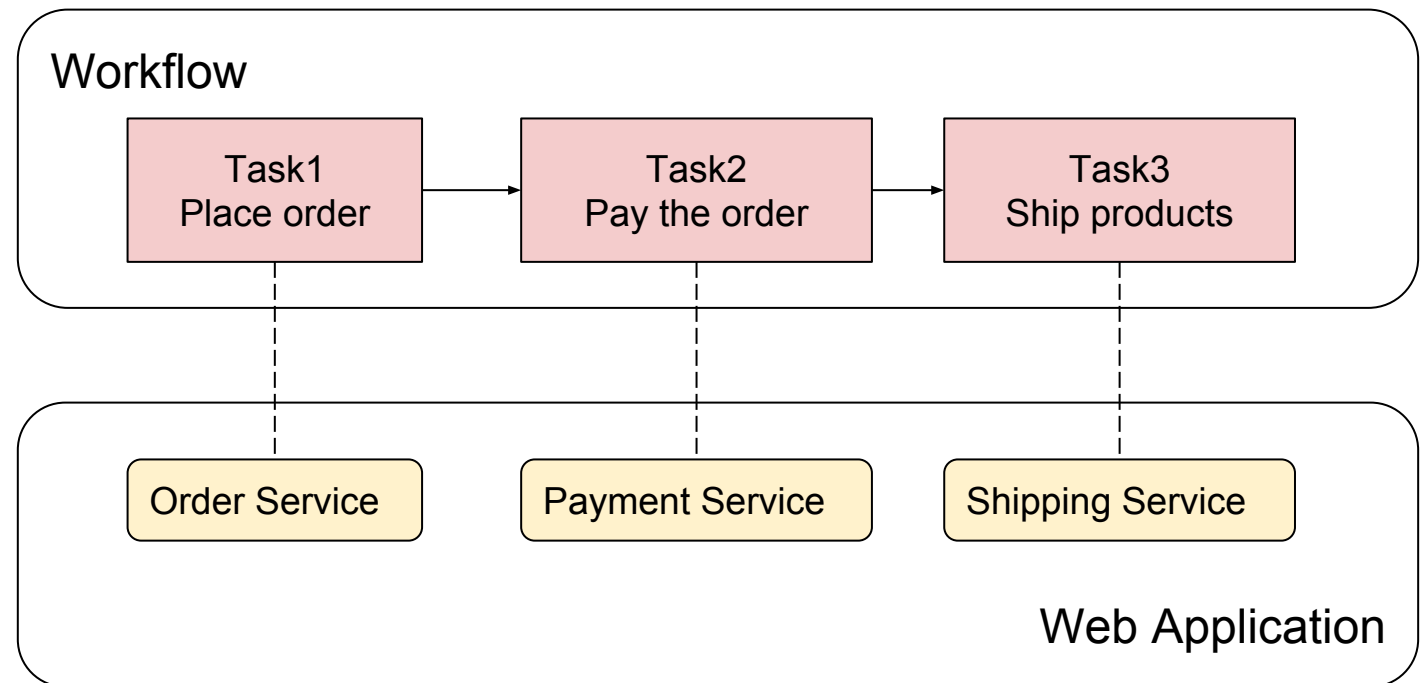 Workflow
Task1
Place order
Task2
Pay the order
Task3
Ship products
Order Service
Payment Service
Shipping Service
Web Application